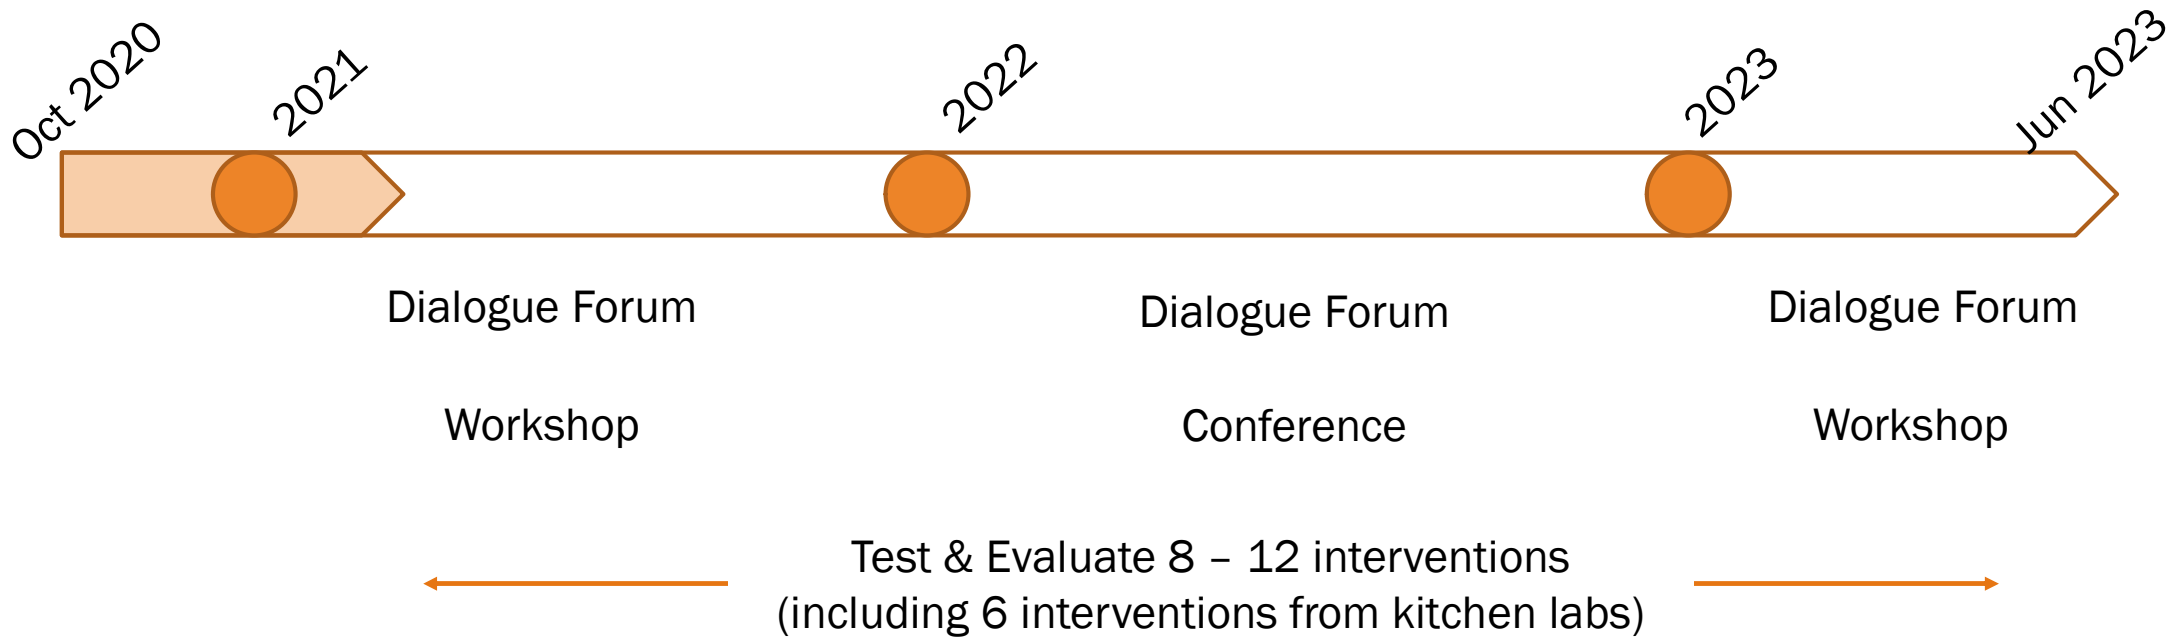 Oct 2020
2021
2022
2023
Jun 2023
Dialogue Forum
Dialogue Forum
Dialogue Forum
Workshop
Conference
Workshop
Test & Evaluate 8 – 12 interventions
(including 6 interventions from kitchen labs)